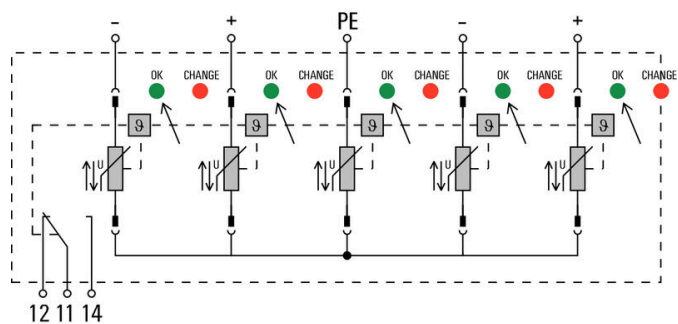 - + PE - +
OK CHANGE OK CHANGE OK CHANGE OK CHANGE OK CHANGE
ϑ ϑ ϑ ϑ ϑ
U U U U U
12 11 14